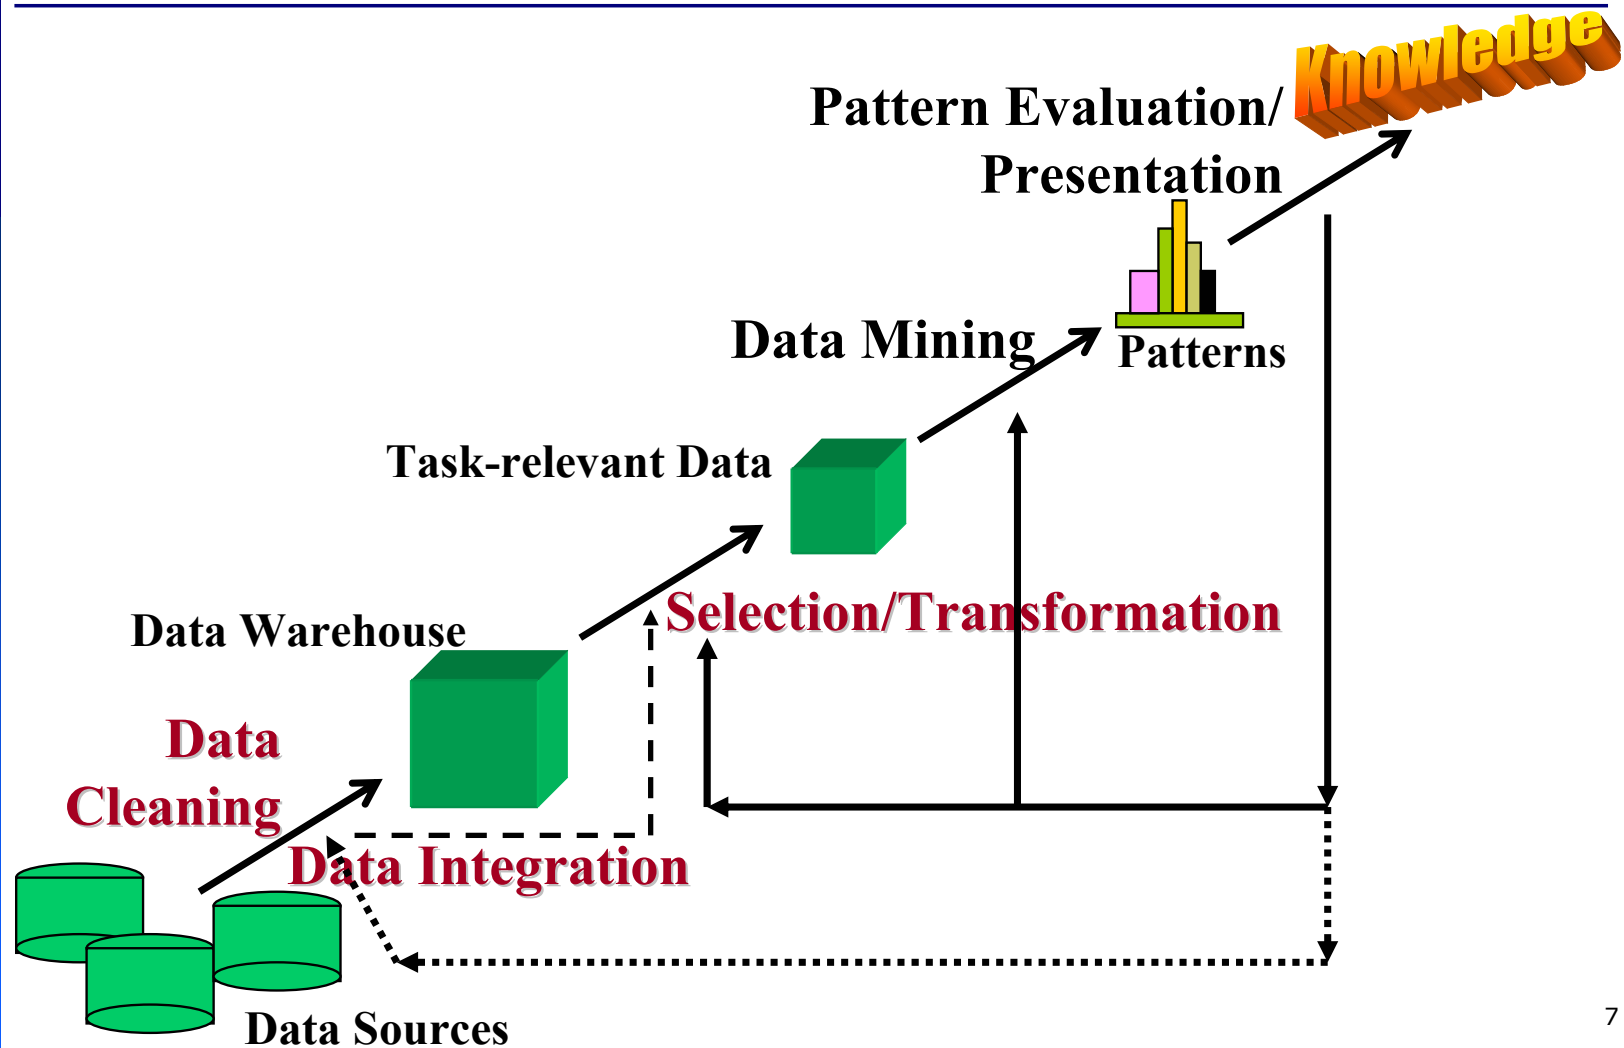 Knowledge
Pattern Evaluation/
Presentation
Data Mining
Patterns
Task-relevant Data
Selection/Transformation
Data Warehouse
Data
Cleaning
Data Integration
Data Sources
7